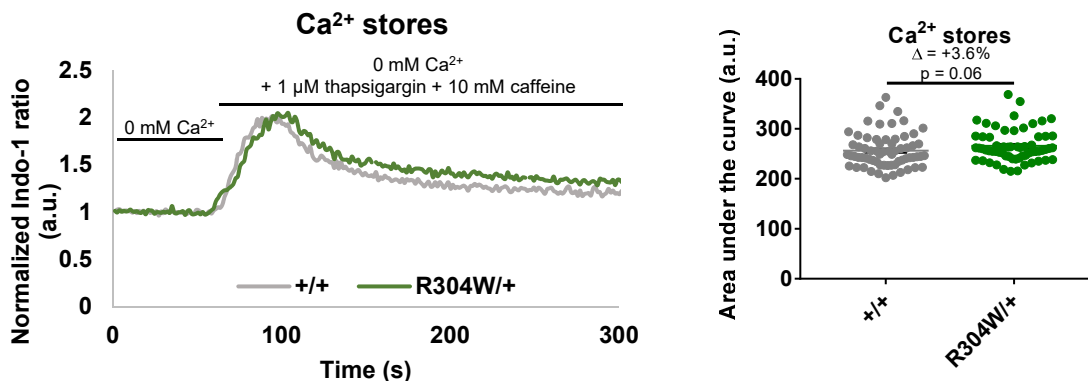 Ca²⁺ stores
Normalized Indo-1 ratio
(a.u.)
2.5
2
1.5
1
0.5
0
0 mM Ca²⁺
0 mM Ca²⁺
+ 1 µM thapsigargin + 10 mM caffeine
+/+
R304W/+
0
100
200
300
Time (s)
Ca²⁺ stores
Δ = +3.6%
p = 0.06
Area under the curve (a.u.)
400
300
200
100
0
+/+
R304W/+